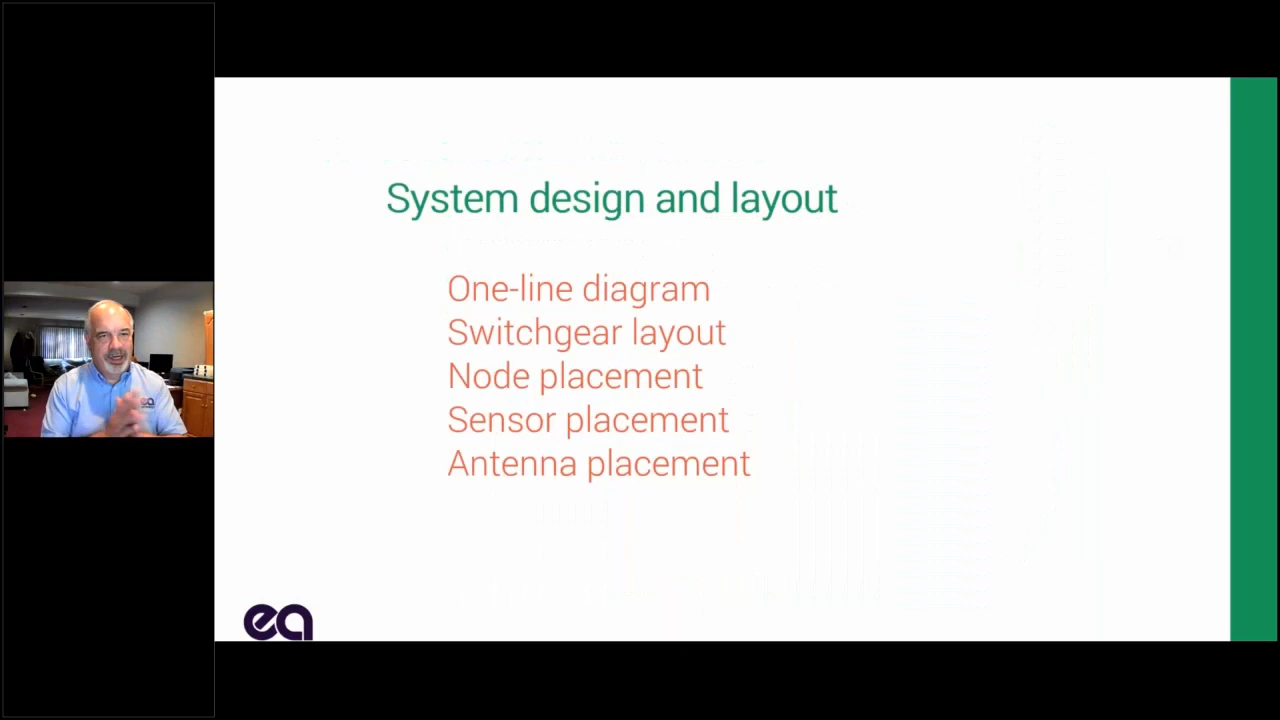 System design and layout
One-line diagram
Switchgear layout
Node placement
Sensor placement
Antenna placement
ea